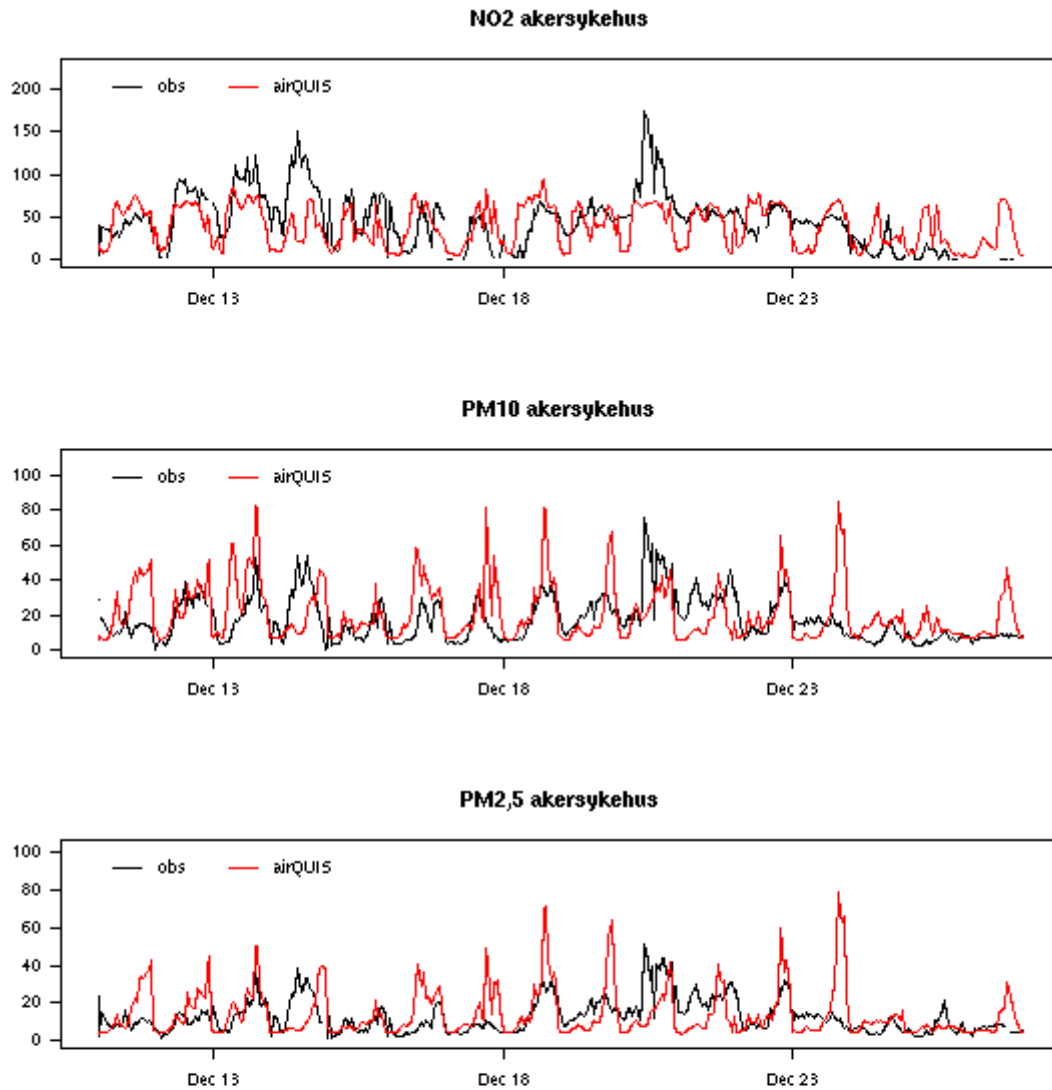 NO2 akersykehus
obs airQUIS
200
150
100
50
0
Dec 13 Dec 18 Dec 23
PM10 akersykehus
obs airQUIS
100
80
60
40
20
0
Dec 13 Dec 18 Dec 23
PM2,5 akersykehus
obs airQUIS
100
80
60
40
20
0
Dec 13 Dec 18 Dec 23